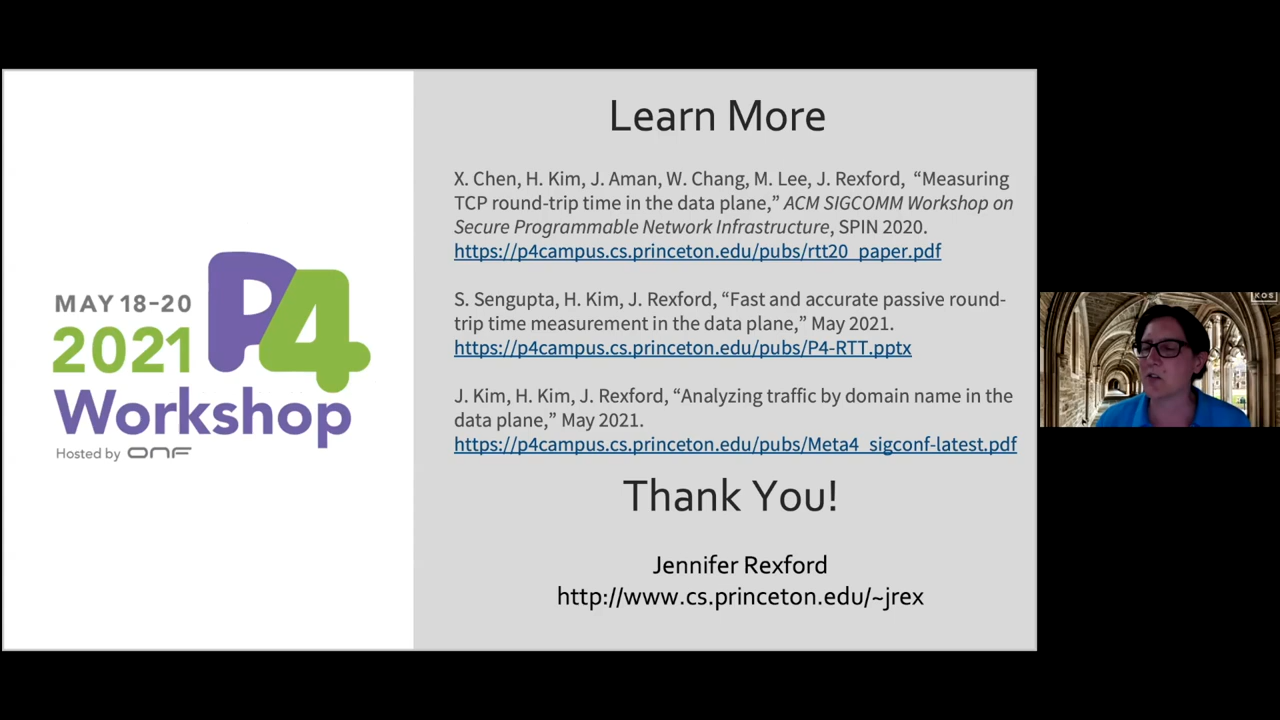 MAY 18-20
2021 P4
Workshop
Hosted by ONF
Learn More
X. Chen, H. Kim, J. Aman, W. Chang, M. Lee, J. Rexford, “Measuring
TCP round-trip time in the data plane,” ACM SIGCOMM Workshop on
Secure Programmable Network Infrastructure, SPIN 2020.
https://p4campus.cs.princeton.edu/pubs/rtt20_paper.pdf
S. Sengupta, H. Kim, J. Rexford, “Fast and accurate passive round-
trip time measurement in the data plane,” May 2021.
https://p4campus.cs.princeton.edu/pubs/P4-RTT.pptx
J. Kim, H. Kim, J. Rexford, “Analyzing traffic by domain name in the
data plane,” May 2021.
https://p4campus.cs.princeton.edu/pubs/Meta4_sigconf-latest.pdf
Thank You!
Jennifer Rexford
http://www.cs.princeton.edu/~jrex
KOS